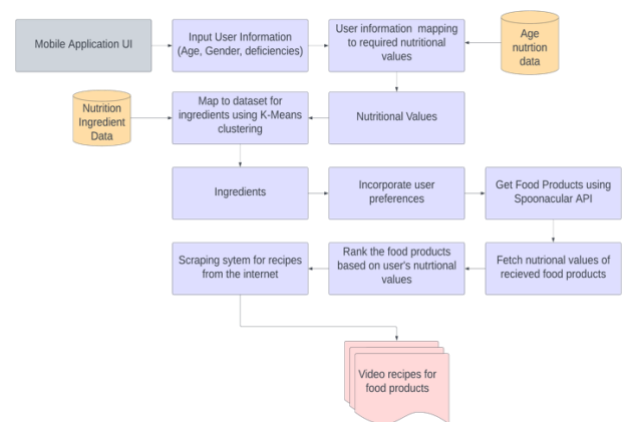 Mobile Application UI
Input User Information
(Age, Gender, deficiencies)
User information mapping
to required nutritional
values
Age
nutrtion
data
Nutrition
Ingredient
Data
Map to dataset for
ingredients using K-Means
clustering
Nutritional Values
Ingredients
Incorporate user
preferences
Get Food Products using
Spoonacular API
Scraping sytem for recipes
from the internet
Rank the food products
based on user's nutrtional
values
Fetch nutrional values of
recieved food products
Video recipes for
food products